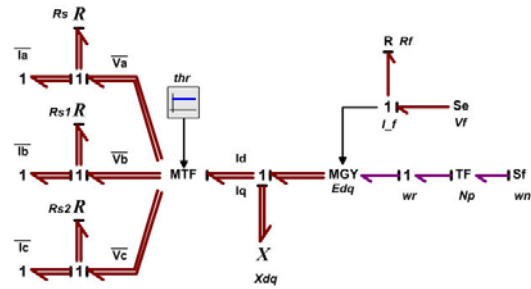 Rs R
R Rf
Ia
Va
1 1
thr
Rs1 R
1 Se
I_f Vf
Ib
Vb
Id
1 1 MTF 1 MGY 1 TF Sf
Iq
Edq wr Np wn
Rs2 R
Ic
Vc
X
1 1
Xdq